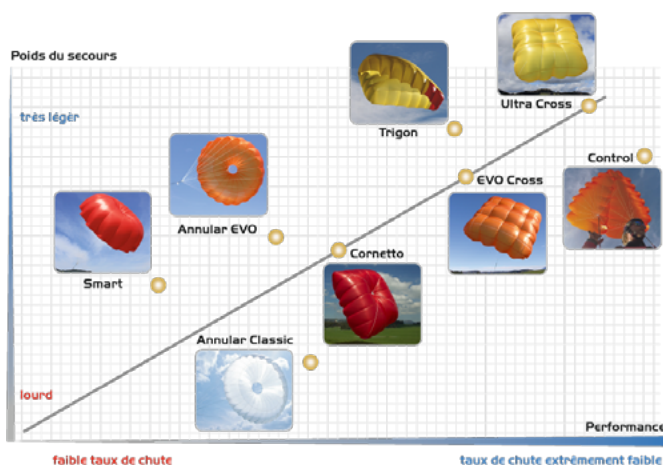 Poids du secours
très légér
Ultra Cross
Trigon
Control
EVO Cross
Annular EVO
Cornetto
Smart
Annular Classic
lourd
Performance
faible taux de chute
taux de chute extrêmement faible